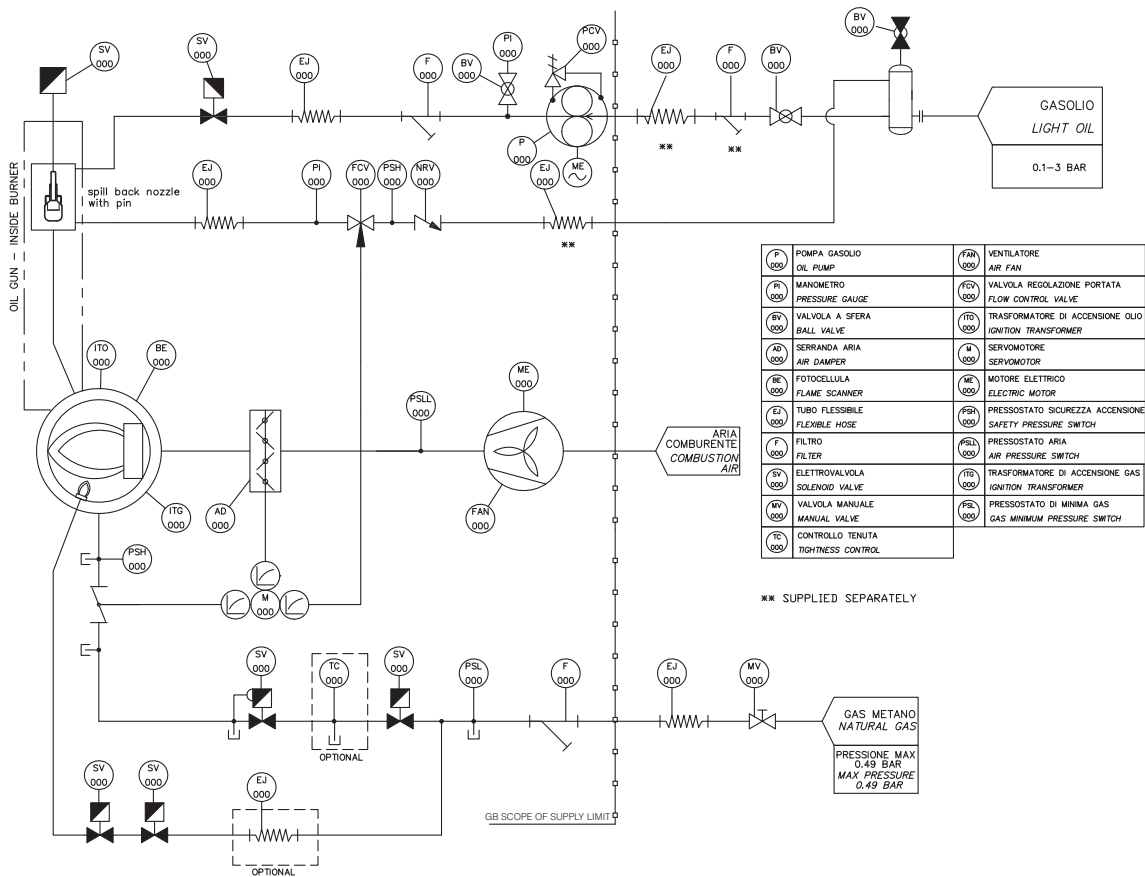 SV
000
SV
000
EJ
000
F
000
BV
000
PI
000
PCV
000
EJ
000
F
000
BV
000
BV
000
P
000
ME
**
**
GASOLIO
LIGHT OIL
0.1-3 BAR
OIL GUN - INSIDE BURNER
spill back nozzle
with pin
EJ
000
PI
000
FCV
000
PSH
000
NRV
000
EJ
000
**
P
000
POMPA GASOLIO
OIL PUMP
FAN
000
VENTILATORE
AIR FAN
PI
000
MANOMETRO
PRESSURE GAUGE
FCV
000
VALVOLA REGOLAZIONE PORTATA
FLOW CONTROL VALVE
BV
000
VALVOLA A SFERA
BALL VALVE
ITO
000
TRASFORMATORE DI ACCENSIONE OLIO
IGNITION TRANSFORMER
AD
000
SERRANDA ARIA
AIR DAMPER
M
000
SERVOMOTORE
SERVOMOTOR
BE
000
FOTOCELLULA
FLAME SCANNER
ME
000
MOTORE ELETTRICO
ELECTRIC MOTOR
EJ
000
TUBO FLESSIBILE
FLEXIBLE HOSE
PSH
000
PRESSOSTATO SICUREZZA ACCENSIONE
SAFETY PRESSURE SWITCH
F
000
FILTRO
FILTER
PSLL
000
PRESSOSTATO ARIA
AIR PRESSURE SWITCH
SV
000
ELETTROVALVOLA
SOLENOID VALVE
ITG
000
TRASFORMATORE DI ACCENSIONE GAS
IGNITION TRANSFORMER
MV
000
VALVOLA MANUALE
MANUAL VALVE
PSL
000
PRESSOSTATO DI MINIMA GAS
GAS MINIMUM PRESSURE SWITCH
TC
000
CONTROLLO TENUTA
TIGHTNESS CONTROL
** SUPPLIED SEPARATELY
ITO
000
BE
000
ITG
000
AD
000
PSLL
000
ME
000
FAN
000
ARIA
COMBURENTE
COMBUSTION
AIR
PSH
000
M
000
SV
000
TC
000
OPTIONAL
SV
000
PSL
000
F
000
EJ
000
MV
000
GAS METANO
NATURAL GAS
PRESSIONE MAX
0.49 BAR
MAX PRESSURE
0.49 BAR
SV
000
SV
000
EJ
000
OPTIONAL
GB SCOPE OF SUPPLY LIMIT